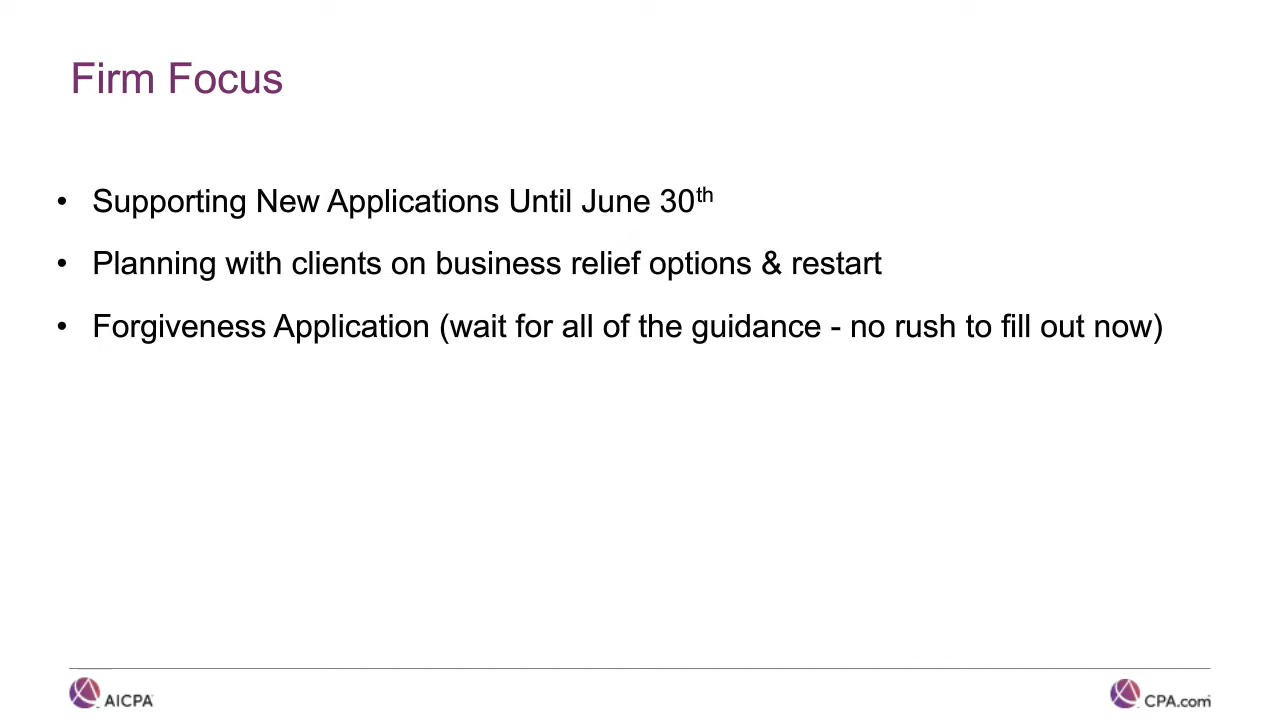 Firm Focus
• Supporting New Applications Until June 30th
• Planning with clients on business relief options & restart
• Forgiveness Application (wait for all of the guidance - no rush to fill out now)
AICPA
CPA.com